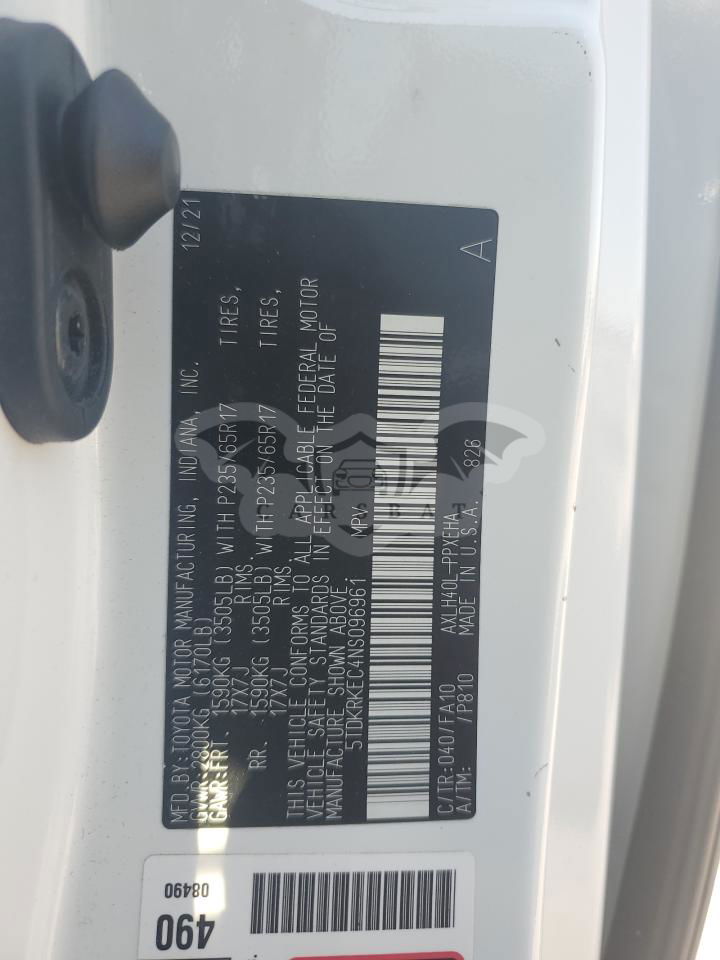 MFD.BY:TOYOTA MOTOR MANUFACTURING, INDIANA, INC. 12/21
GVWR 2800KG (6170LB)
GAWR:FRT. 1590KG (3505LB) WITH P235/65R17 TIRES,
17X7J RIMS.
RR. 1590KG (3505LB) WITH P235/65R17 TIRES,
17X7J RIMS
THIS VEHICLE CONFORMS TO ALL APPLICABLE FEDERAL MOTOR
VEHICLE SAFETY STANDARDS IN EFFECT ON THE DATE OF
MANUFACTURE SHOWN ABOVE.
5TDKRKEC4NS096961 MPV
C/TR:040/FA10 AXLH40L-PPXEHA 826
A/TM: /P810 MADE IN U.S.A. A
CARSBAT
08490
490